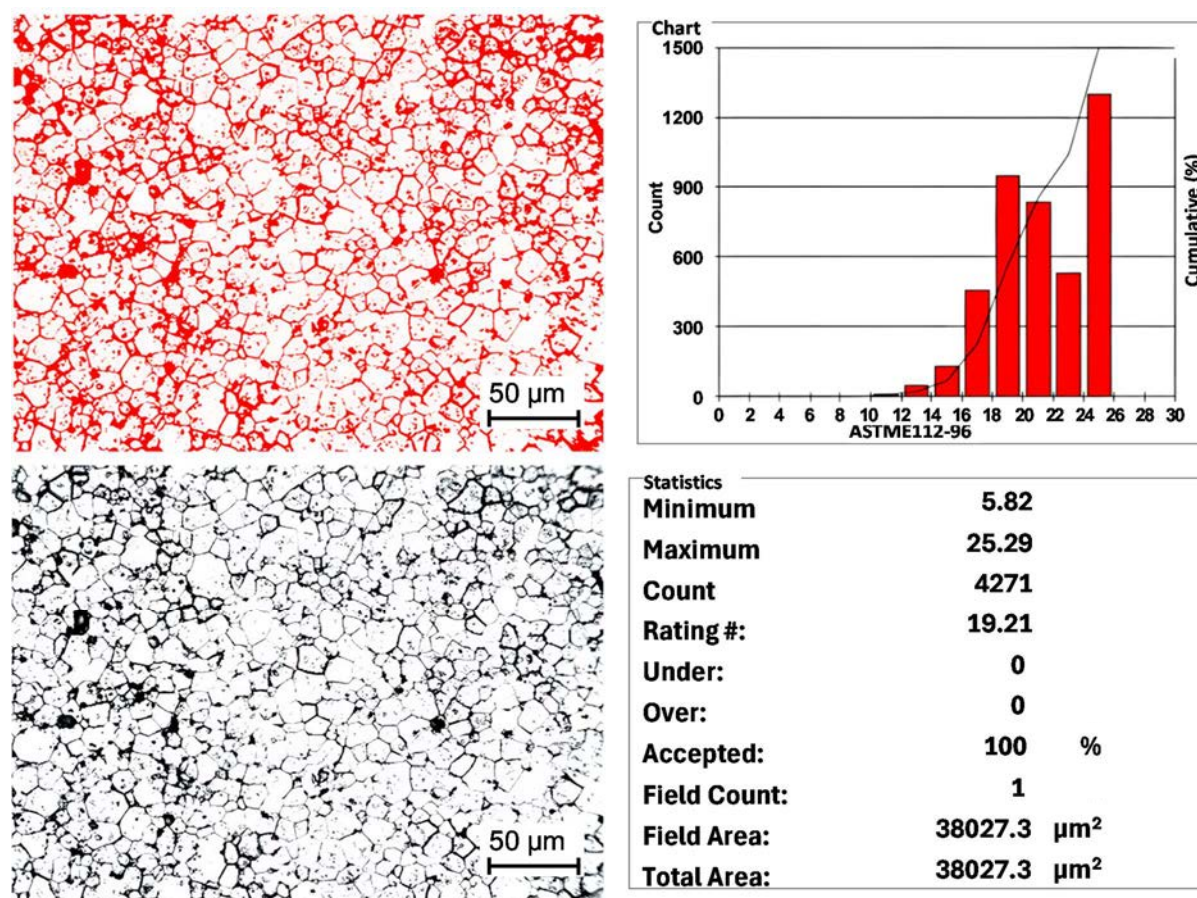 50 µm
50 µm
Chart
1500
1200
900
600
300
0
Count
Cumulative (%)
0 2 4 6 8 10 12 14 16 18 20 22 24 26 28 30
ASTME112-96
Statistics
Minimum 5.82
Maximum 25.29
Count 4271
Rating #: 19.21
Under: 0
Over: 0
Accepted: 100 %
Field Count: 1
Field Area: 38027.3 µm²
Total Area: 38027.3 µm²